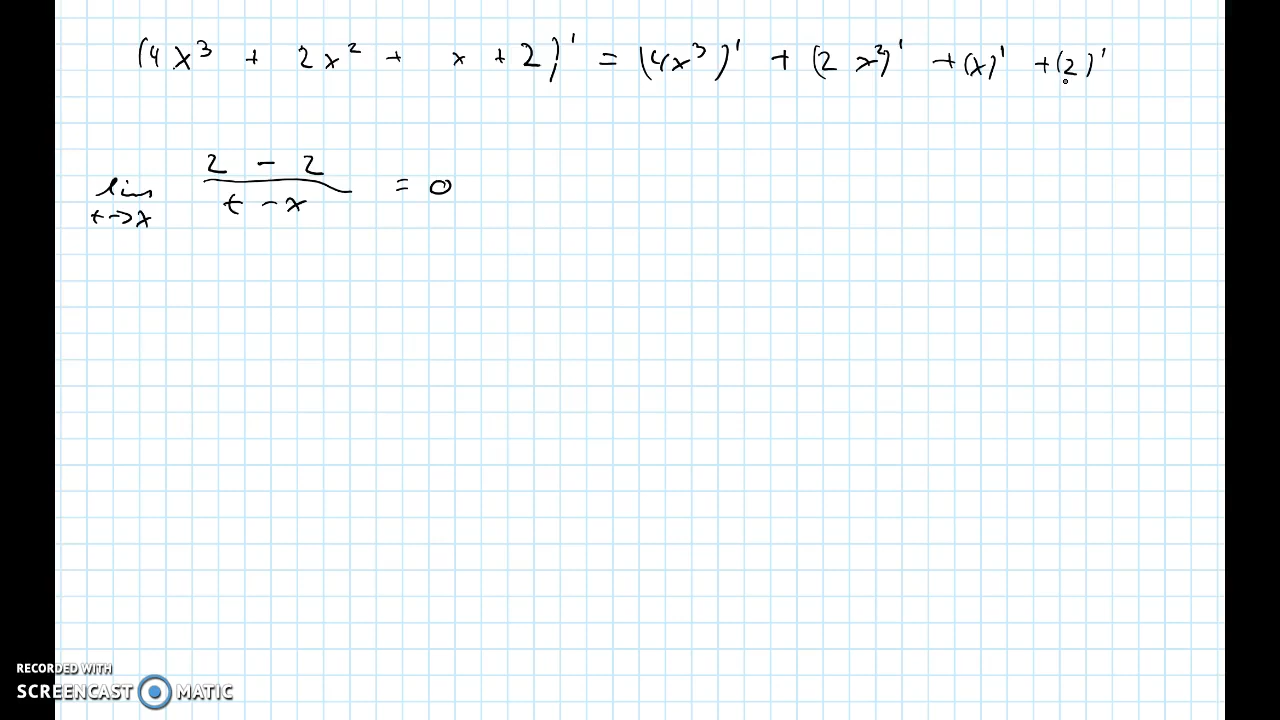 (4x³ + 2x² + x + 2)' = (4x³)' + (2x²)' + (x)' + (2)'
lim t→x (2 - 2)/(t - x) = 0
RECORDED WITH
SCREENCAST MATIC